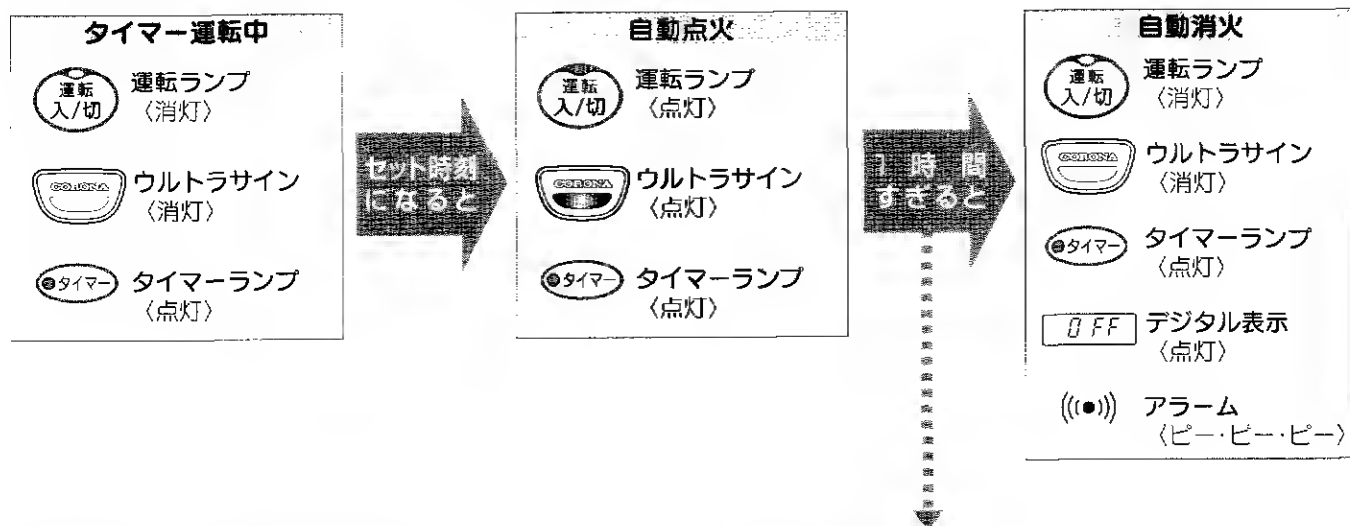 タイマー運転中
運転
入/切
運転ランプ
〈消灯〉
CORONA
ウルトラサイン
〈消灯〉
タイマー
タイマーランプ
〈点灯〉
セット時刻
になると
自動点火
運転
入/切
運転ランプ
〈点灯〉
CORONA
ウルトラサイン
〈点灯〉
タイマー
タイマーランプ
〈点灯〉
1時間
すぎると
自動消火
運転
入/切
運転ランプ
〈消灯〉
CORONA
ウルトラサイン
〈消灯〉
タイマー
タイマーランプ
〈点灯〉
OFF
デジタル表示
〈点灯〉
アラーム
〈ピー・ピー・ピー〉